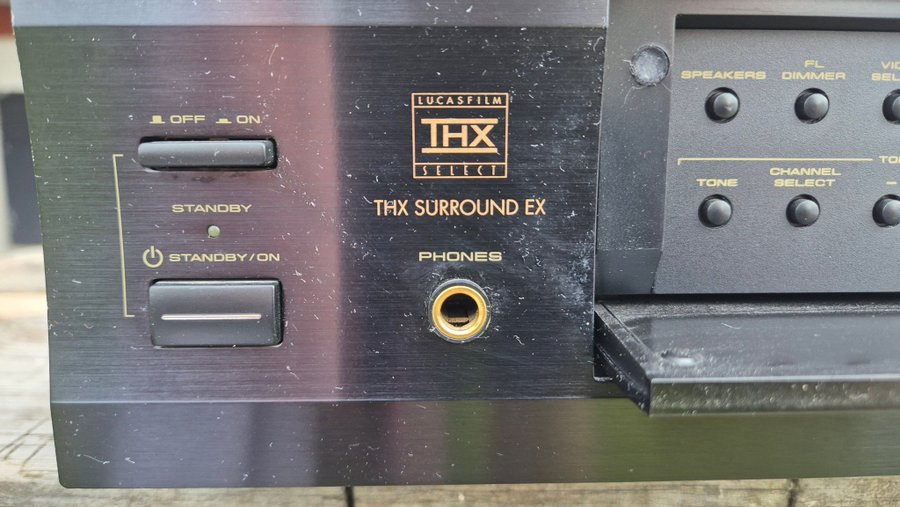 OFF ON
STANDBY
STANDBY/ON
LUCASFILM
THX
SELECT
THX SURROUND EX
PHONES
SPEAKERS
FL
DIMMER
TONE
CHANNEL
SELECT